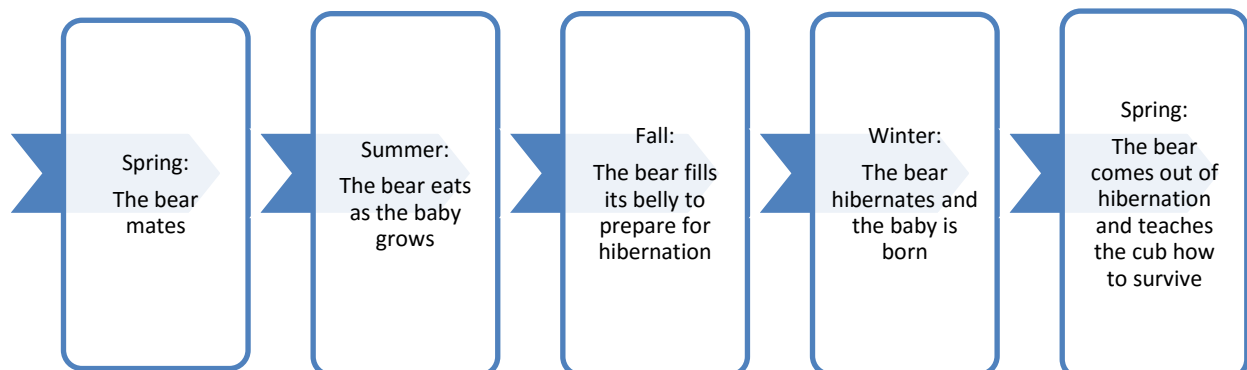 Spring:
The bear
mates
Summer:
The bear eats
as the baby
grows
Fall:
The bear fills
its belly to
prepare for
hibernation
Winter:
The bear
hibernates and
the baby is
born
Spring:
The bear
comes out of
hibernation
and teaches
the cub how
to survive